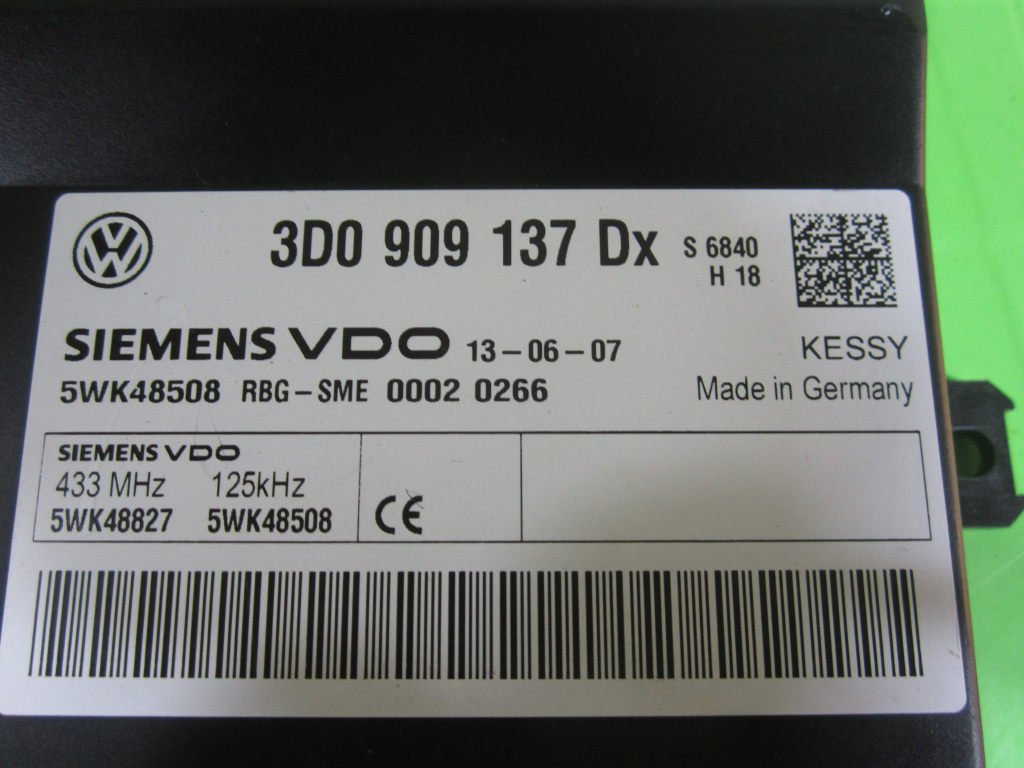 3D0 909 137 Dx S 6840
H 18
SIEMENS VDO 13-06-07 KESSY
5WK48508 RBG-SME 0002 0266 Made in Germany
SIEMENS VDO
433 MHz 125kHz
5WK48827 5WK48508 CE